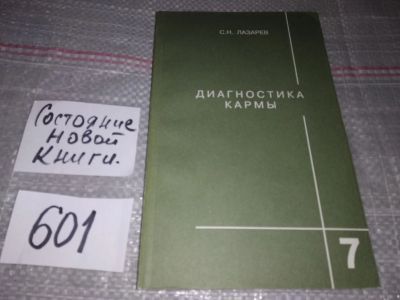 Состояние
новой
книги.
601
С.Н. ЛАЗАРЕВ
ДИАГНОСТИКА
КАРМЫ
7